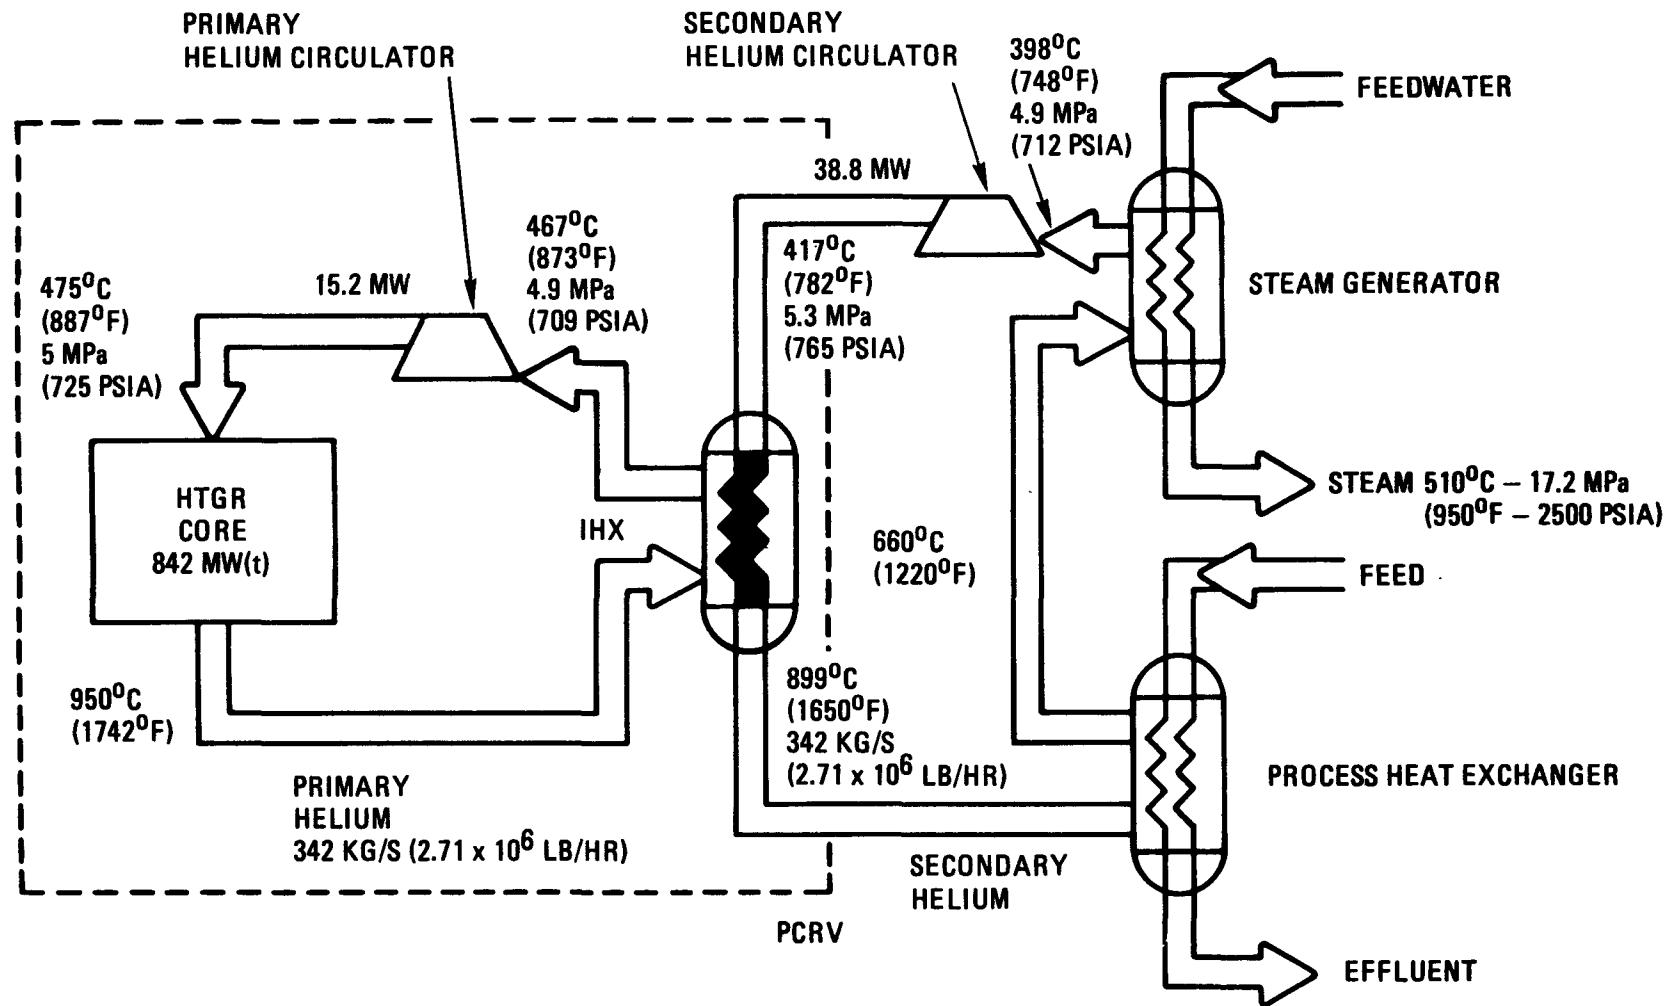 PRIMARY
HELIUM CIRCULATOR
SECONDARY
HELIUM CIRCULATOR
398°C
(748°F)
4.9 MPa
(712 PSIA)
FEEDWATER
38.8 MW
467°C
(873°F)
4.9 MPa
(709 PSIA)
417°C
(782°F)
5.3 MPa
(765 PSIA)
STEAM GENERATOR
475°C
(887°F)
5 MPa
(725 PSIA)
15.2 MW
HTGR
CORE
842 MW(t)
IHX
STEAM 510°C – 17.2 MPa
(950°F – 2500 PSIA)
660°C
(1220°F)
FEED
950°C
(1742°F)
899°C
(1650°F)
342 KG/S
(2.71 x 10⁶ LB/HR)
PROCESS HEAT EXCHANGER
PRIMARY
HELIUM
342 KG/S (2.71 x 10⁶ LB/HR)
SECONDARY
HELIUM
PCRV
EFFLUENT